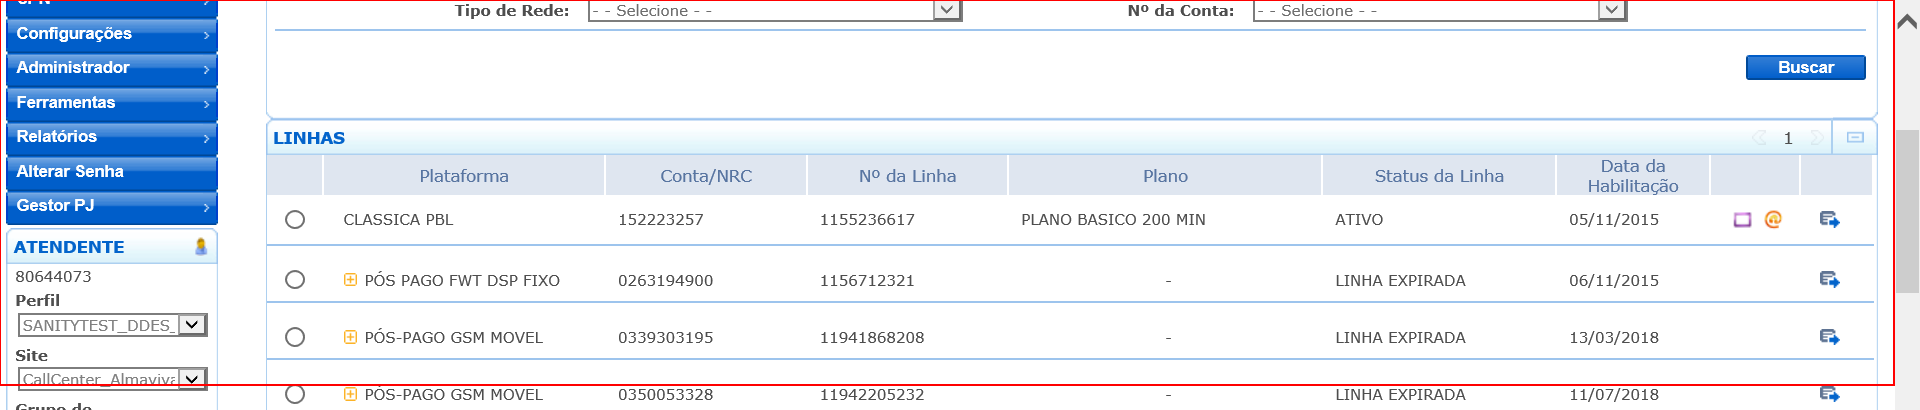 Tipo de Rede: - - Selecione - - Nº da Conta: - - Selecione - -
Configurações
Administrador
Buscar
Ferramentas
Relatórios
LINHAS 1
Alterar Senha
Plataforma Conta/NRC Nº da Linha Plano Status da Linha Data da Habilitação
Gestor PJ
CLASSICA PBL 152223257 1155236617 PLANO BASICO 200 MIN ATIVO 05/11/2015
ATENDENTE
80644073
PÓS PAGO FWT DSP FIXO 0263194900 1156712321 - LINHA EXPIRADA 06/11/2015
Perfil
SANITYTEST_DDES_
PÓS-PAGO GSM MOVEL 0339303195 11941868208 - LINHA EXPIRADA 13/03/2018
Site
CallCenter_Almaviva
PÓS-PAGO GSM MOVEL 0350053328 11942205232 - LINHA EXPIRADA 11/07/2018
Grupo de